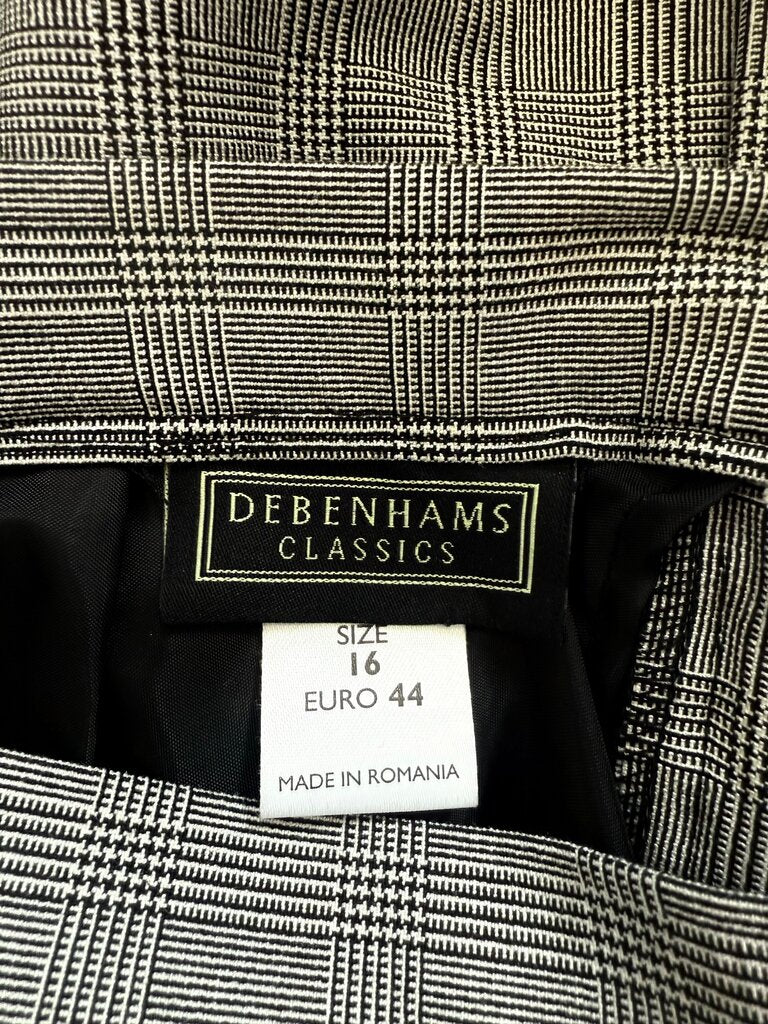 DEBENHAMS
CLASSICS
SIZE
16
EURO 44
MADE IN ROMANIA